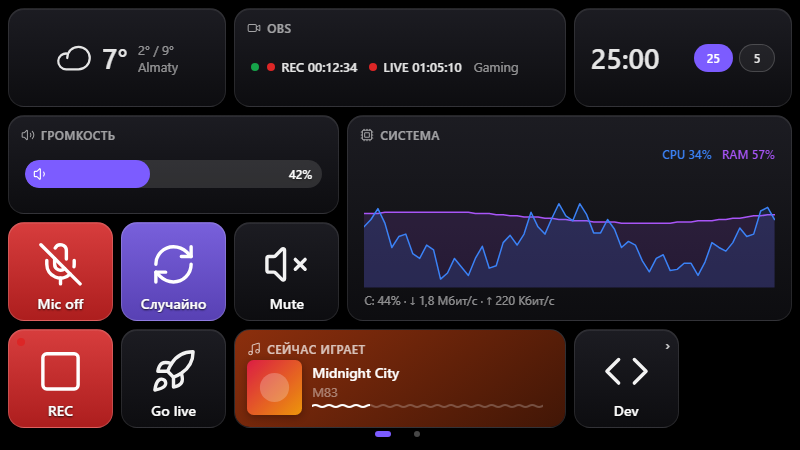 7°
2° / 9°
Almaty
OBS
REC 00:12:34
LIVE 01:05:10
Gaming
25:00
25
5
ГРОМКОСТЬ
42%
СИСТЕМА
CPU 34%
RAM 57%
C: 44% · ↓ 1,8 Мбит/с · ↑ 220 Кбит/с
Mic off
Случайно
Mute
REC
Go live
СЕЙЧАС ИГРАЕТ
Midnight City
M83
Dev